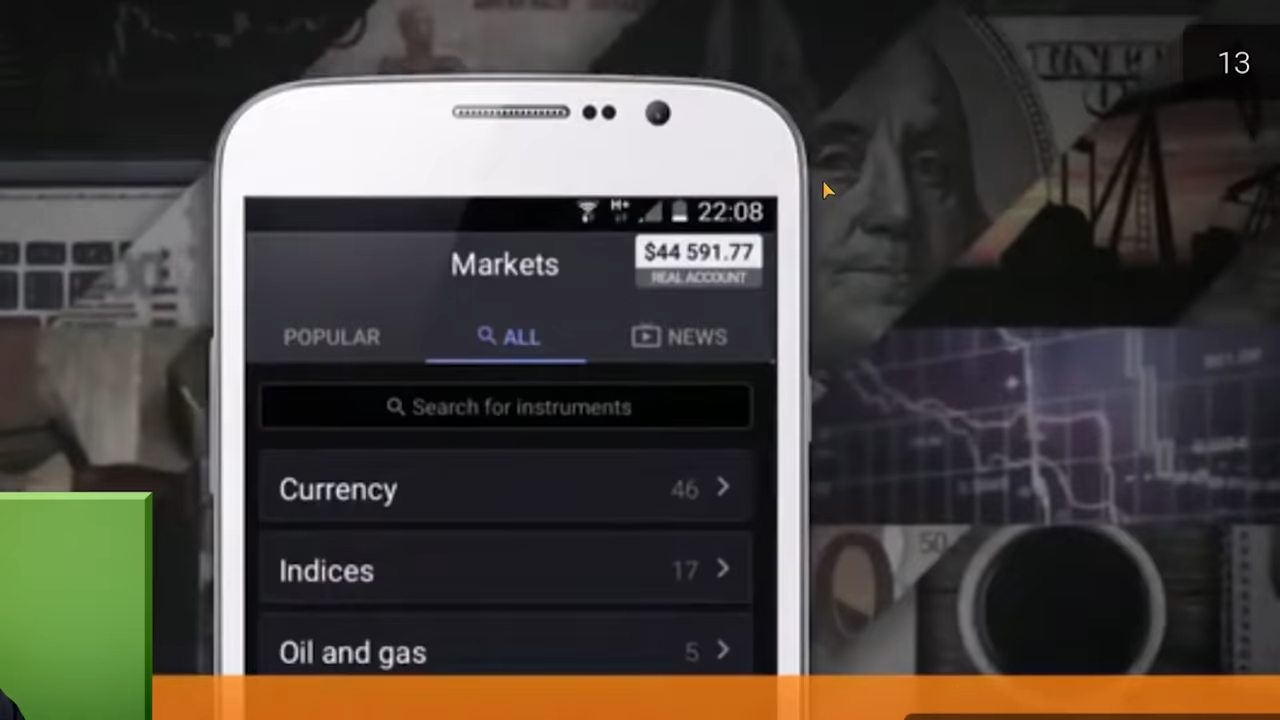 13
22:08
$44 591.77
Markets
REAL ACCOUNT
POPULAR
ALL
NEWS
Search for instruments
Currency 46
Indices 17
Oil and gas 5
50